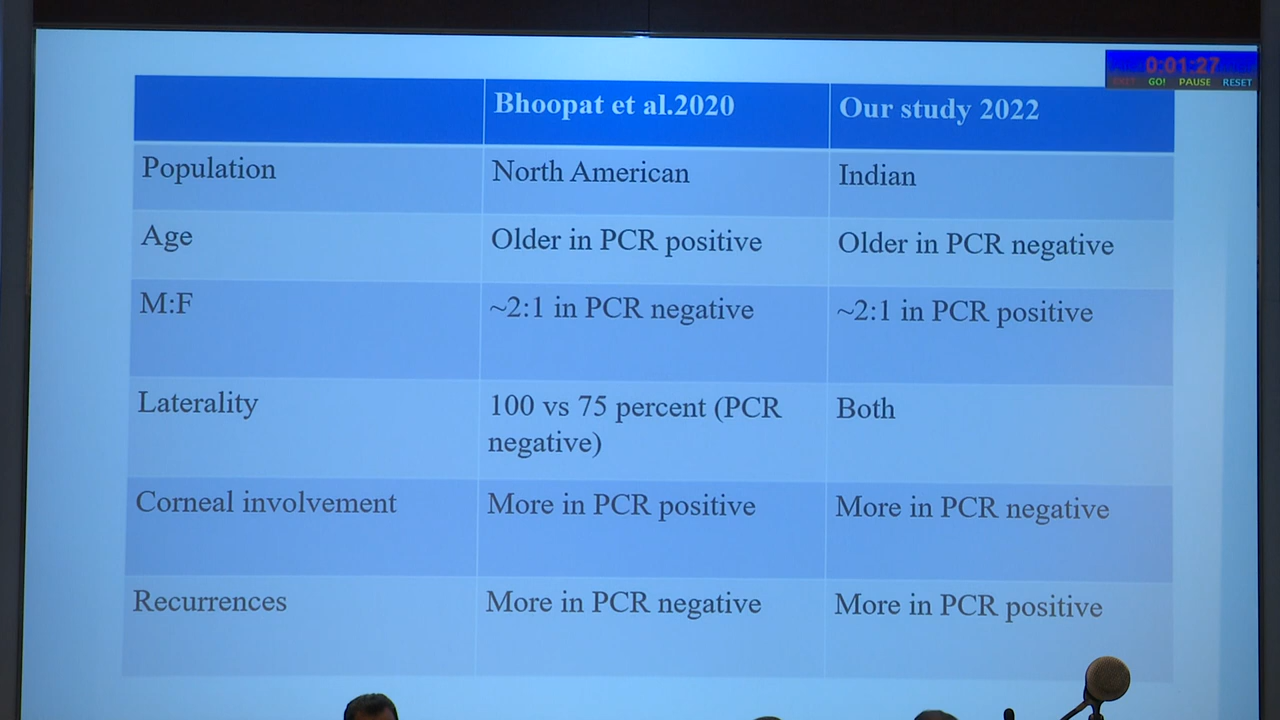 0:01:27
EXIT GO! PAUSE RESET
Bhoopat et al.2020 Our study 2022
Population North American Indian
Age Older in PCR positive Older in PCR negative
M:F ~2:1 in PCR negative ~2:1 in PCR positive
Laterality 100 vs 75 percent (PCR Both
negative)
Corneal involvement More in PCR positive More in PCR negative
Recurrences More in PCR negative More in PCR positive